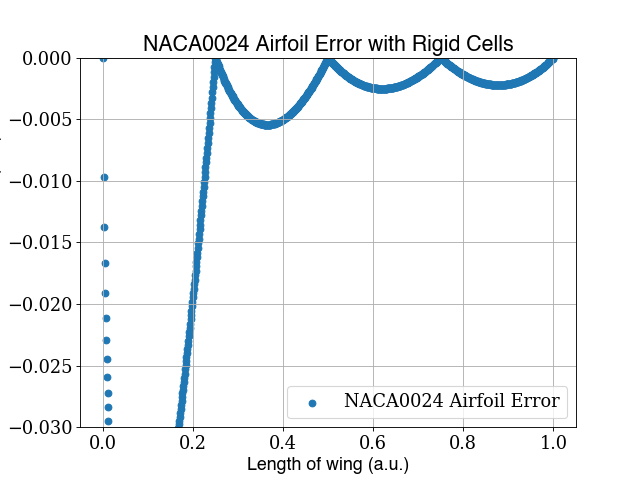 NACA0024 Airfoil Error with Rigid Cells
0.000
−0.005
−0.010
−0.015
−0.020
−0.025
−0.030
NACA0024 Airfoil Error
0.0 0.2 0.4 0.6 0.8 1.0
Length of wing (a.u.)